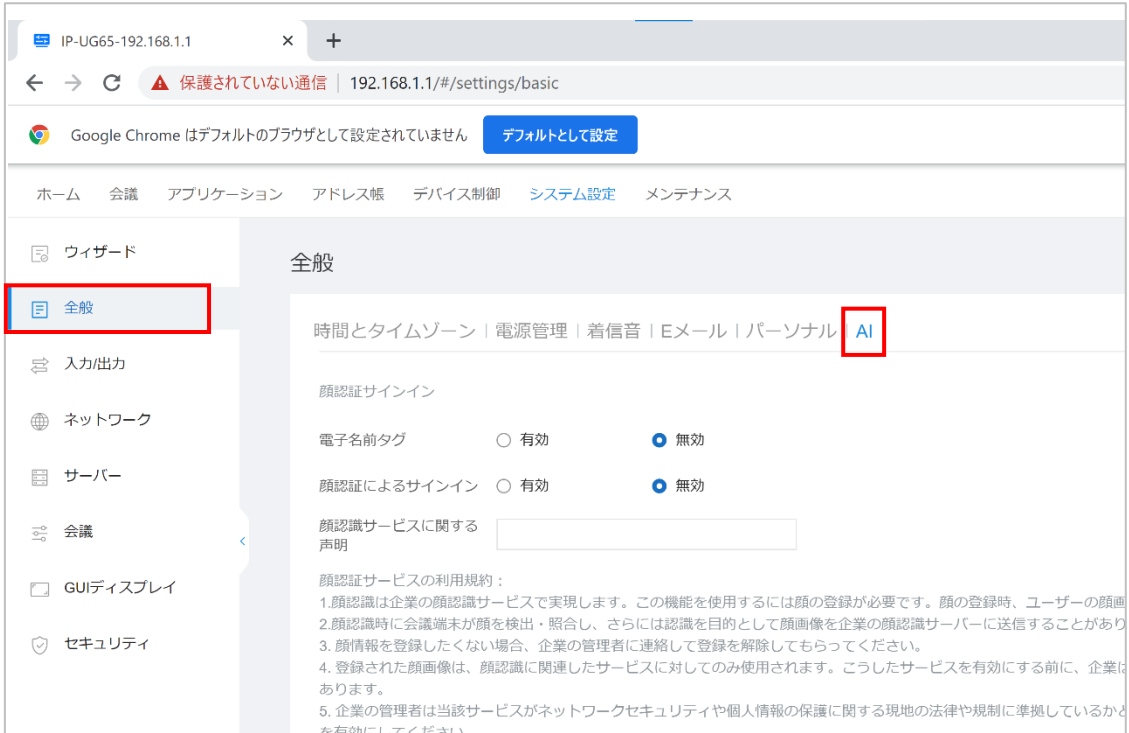 IP-UG65-192.168.1.1
保護されていない通信 192.168.1.1/#/settings/basic
Google Chrome はデフォルトのブラウザとして設定されていません デフォルトとして設定
ホーム 会議 アプリケーション アドレス帳 デバイス制御 システム設定 メンテナンス
ウィザード
全般
入力/出力
ネットワーク
サーバー
会議
GUIディスプレイ
セキュリティ
全般
時間とタイムゾーン | 電源管理 | 着信音 | Eメール | パーソナル | AI
顔認証サインイン
電子名前タグ 有効 無効
顔認証によるサインイン 有効 無効
顔認識サービスに関する
声明
顔認証サービスの利用規約：
1.顔認識は企業の顔認識サービスで実現します。この機能を使用するには顔の登録が必要です。顔の登録時、ユーザーの顔画
2.顔認識時に会議端末が顔を検出・照合し、さらには認識を目的として顔画像を企業の顔認識サーバーに送信することがあり
3. 顔情報を登録したくない場合、企業の管理者に連絡して登録を解除してもらってください。
4. 登録された顔画像は、顔認識に関連したサービスに対してのみ使用されます。こうしたサービスを有効にする前に、企業は
あります。
5. 企業の管理者は当該サービスがネットワークセキュリティや個人情報の保護に関する現地の法律や規制に準拠しているかと
を有効にしてください